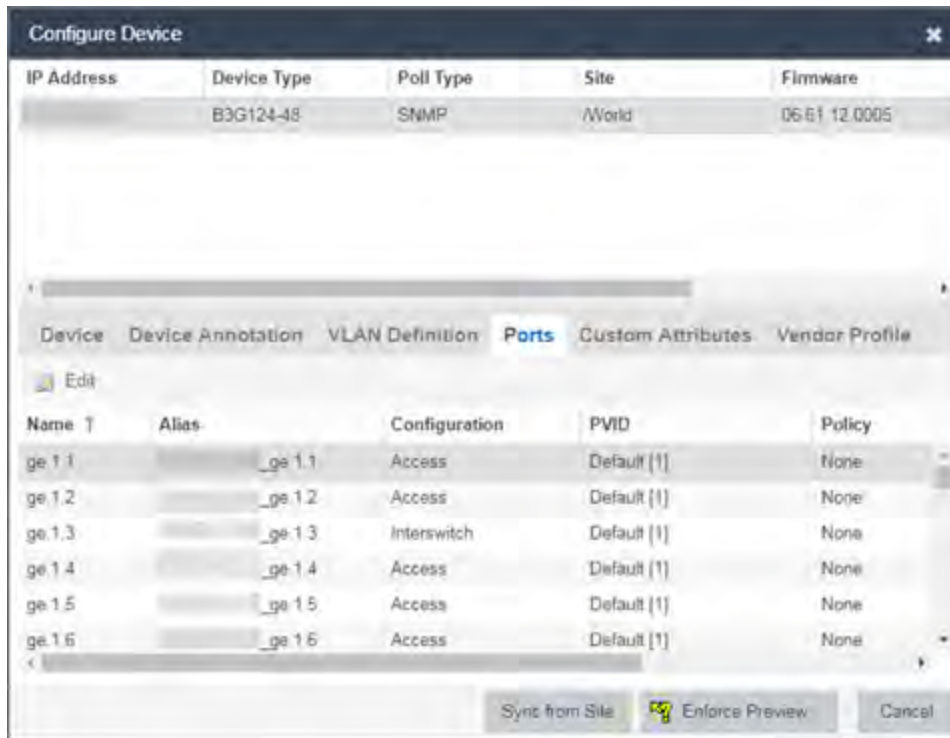 Configure Device
IP Address Device Type Poll Type Site Firmware
B3G124-48 SNMP /World 06.61.12.0005
Device Device Annotation VLAN Definition Ports Custom Attributes Vendor Profile
Edit
Name ↑ Alias Configuration PVID Policy
ge.1.1 _ge.1.1 Access Default [1] None
ge.1.2 _ge.1.2 Access Default [1] None
ge.1.3 _ge.1.3 Interswitch Default [1] None
ge.1.4 _ge.1.4 Access Default [1] None
ge.1.5 _ge.1.5 Access Default [1] None
ge.1.6 _ge.1.6 Access Default [1] None
Sync from Site Enforce Preview... Cancel